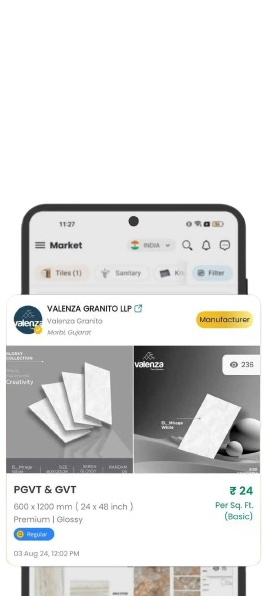 11:27
Market
INDIA
Tiles (1)
Sanitary
Filter
VALENZA GRANITO LLP
Valenza Granito
Morbi, Gujarat
Manufacturer
valenza
GLOSSY
COLLECTION
Creativity
valenza
236
EL_Mirage
White
PGVT & GVT
₹ 24
600 x 1200 mm ( 24 x 48 inch )
Per Sq. Ft.
Premium | Glossy
(Basic)
Regular
03 Aug 24, 12:02 PM